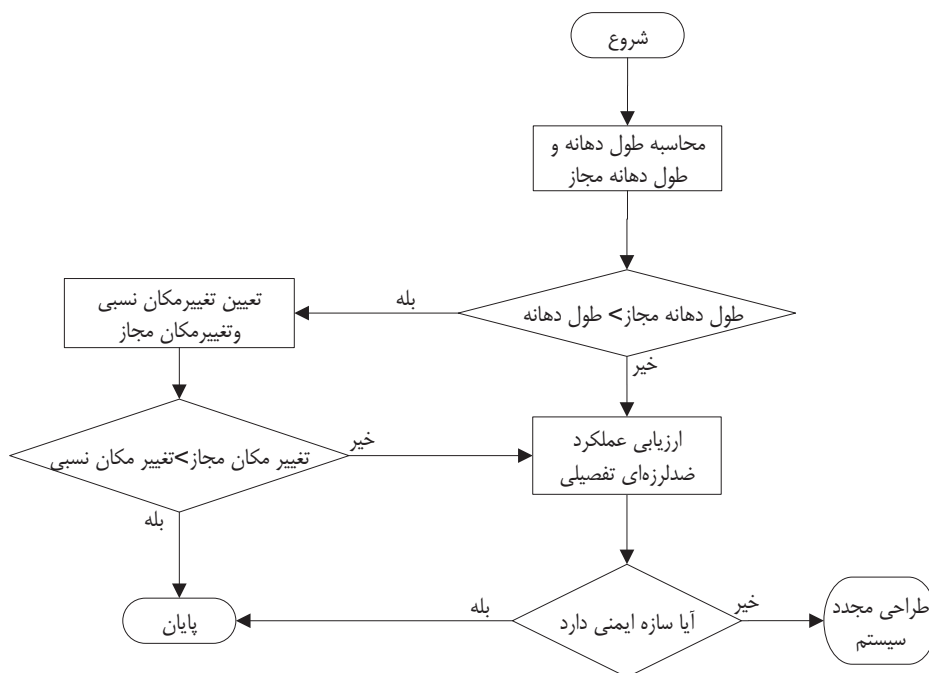 شروع
محاسبه طول دهانه و
طول دهانه مجاز
طول دهانه مجاز> طول دهانه
بله
خیر
تعیین تغییرمکان نسبی
وتغییرمکان مجاز
تغییر مکان مجاز>تغییر مکان نسبی
خیر
بله
ارزیابی عملکرد
ضدلرزه‌ای تفصیلی
آیا سازه ایمنی دارد
بله
خیر
پایان
طراحی مجدد
سیستم